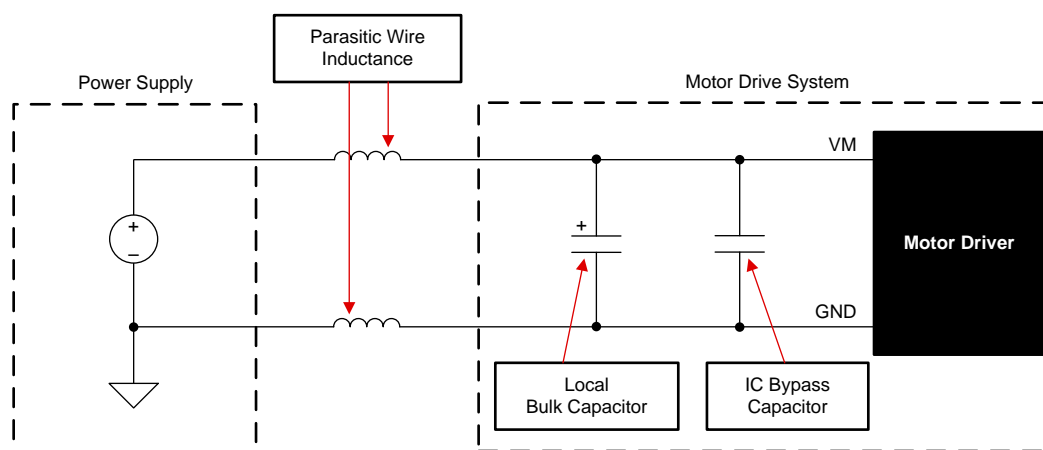 Parasitic Wire
Inductance
Power Supply
Motor Drive System
VM
+
–
+
Motor Driver
GND
Local
Bulk Capacitor
IC Bypass
Capacitor